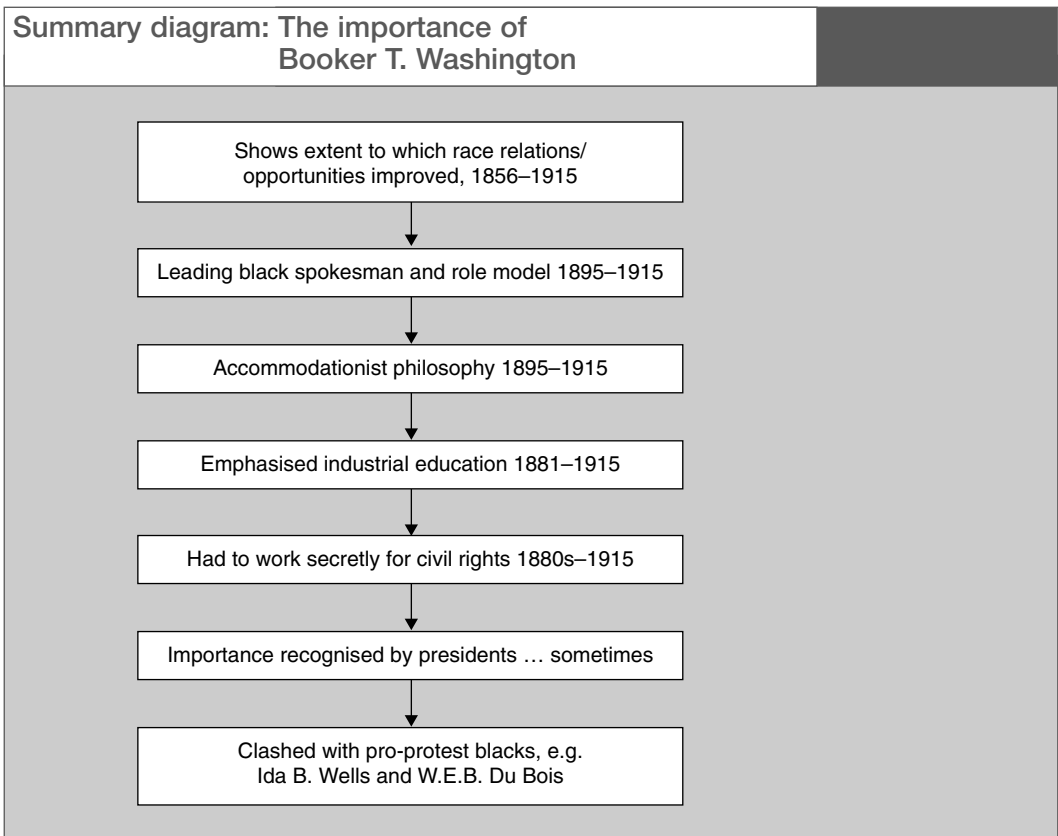 Summary diagram: The importance of
Booker T. Washington
Shows extent to which race relations/
opportunities improved, 1856–1915
Leading black spokesman and role model 1895–1915
Accommodationist philosophy 1895–1915
Emphasised industrial education 1881–1915
Had to work secretly for civil rights 1880s–1915
Importance recognised by presidents … sometimes
Clashed with pro-protest blacks, e.g.
Ida B. Wells and W.E.B. Du Bois